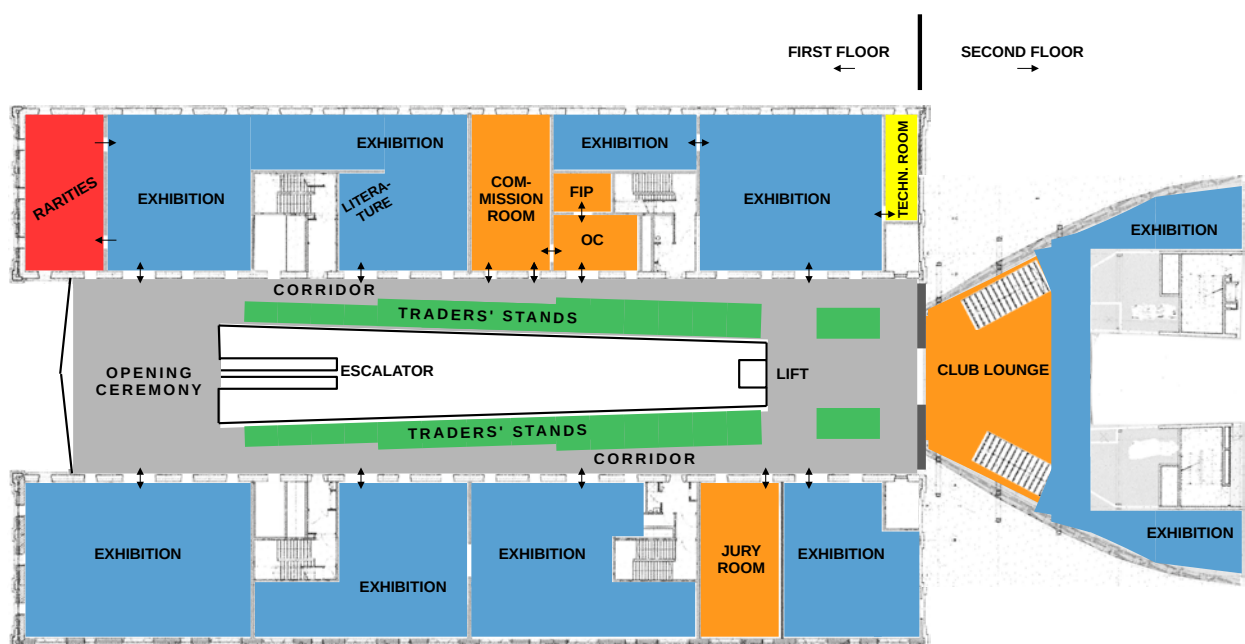 FIRST FLOOR
SECOND FLOOR
RARITIES
EXHIBITION
EXHIBITION
LITERA-
TURE
COM-
MISSION
ROOM
EXHIBITION
FIP
OC
EXHIBITION
TECHN. ROOM
EXHIBITION
CORRIDOR
TRADERS' STANDS
OPENING
CEREMONY
ESCALATOR
LIFT
CLUB LOUNGE
TRADERS' STANDS
CORRIDOR
EXHIBITION
EXHIBITION
EXHIBITION
JURY
ROOM
EXHIBITION
EXHIBITION